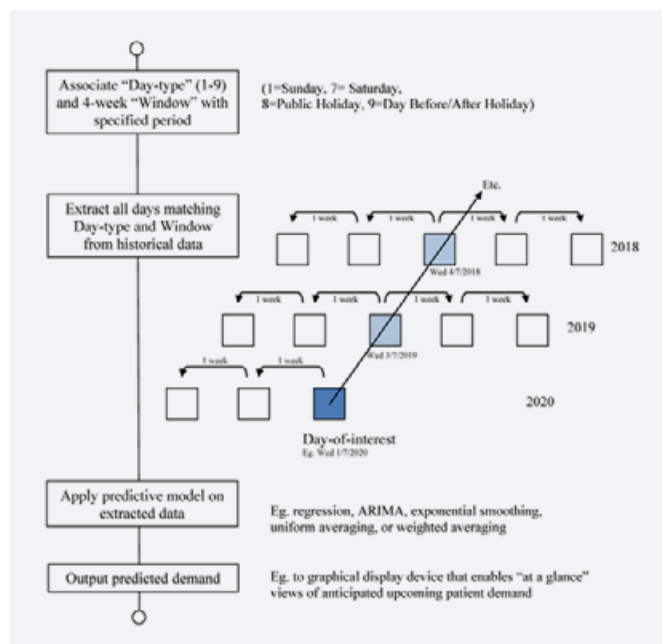 Associate “Day-type” (1-9)
and 4-week “Window” with
specified period
(1=Sunday, 7= Saturday,
8=Public Holiday, 9=Day Before/After Holiday)
Extract all days matching
Day-type and Window
from historical data
Etc.
1 week 1 week 1 week 1 week
2018
Wed 4/7/2018
1 week 1 week 1 week 1 week
2019
Wed 3/7/2019
1 week 1 week
2020
Day-of-interest
Eg. Wed 1/7/2020
Apply predictive model on
extracted data
Eg. regression, ARIMA, exponential smoothing,
uniform averaging, or weighted averaging
Output predicted demand
Eg. to graphical display device that enables “at a glance”
views of anticipated upcoming patient demand